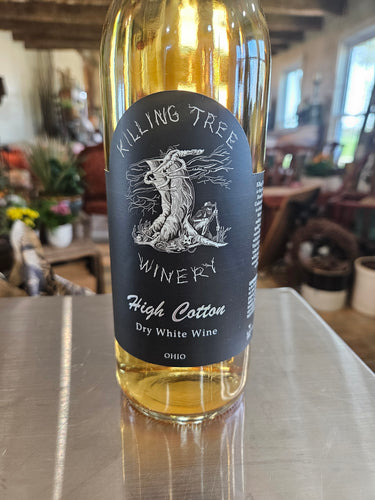 KILLING TREE
WINERY
High Cotton
Dry White Wine
OHIO